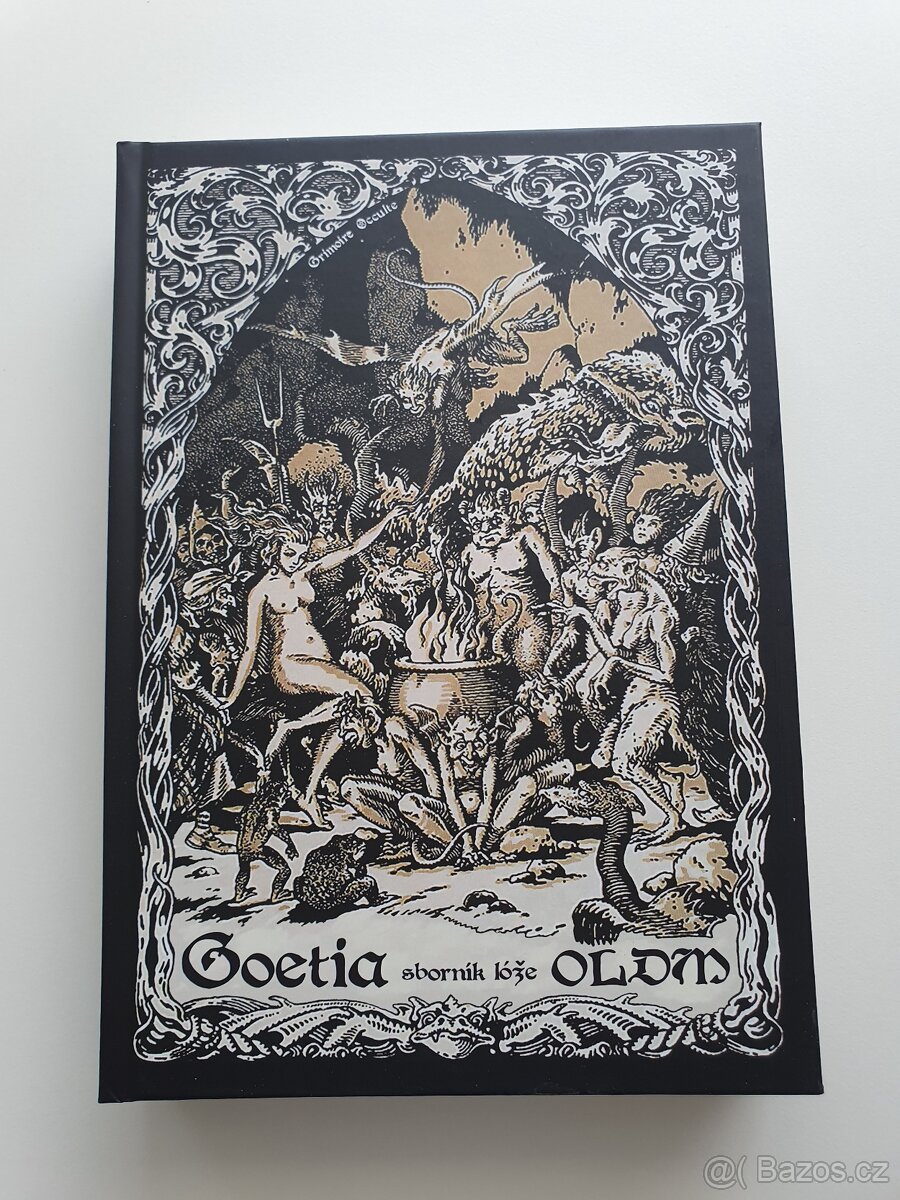 Grimoire Occulte
Goetia sborník lóže OLDM
@( Bazos.cz